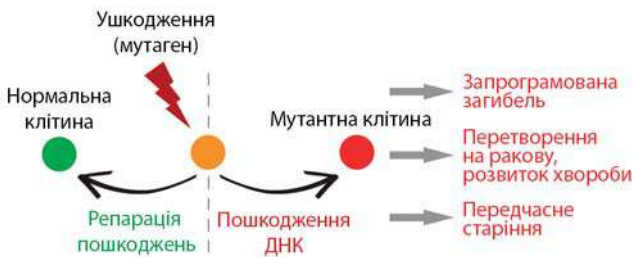 Ушкодження
(мутаген)
Нормальна
клітина
Мутантна клітина
Репарація
пошкоджень
Пошкодження
ДНК
Запрограмована
загибель
Перетворення
на ракову,
розвиток хвороби
Передчасне
старіння